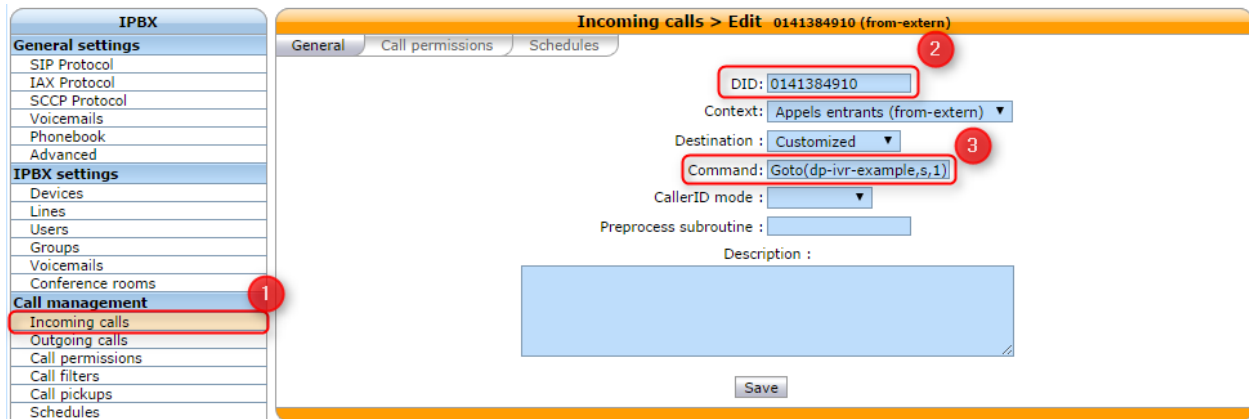 IPBX
General settings
SIP Protocol
IAX Protocol
SCCP Protocol
Voicemails
Phonebook
Advanced
IPBX settings
Devices
Lines
Users
Groups
Voicemails
Conference rooms
Call management
1
Incoming calls
Outgoing calls
Call permissions
Call filters
Call pickups
Schedules
Incoming calls > Edit 0141384910 (from-extern)
General Call permissions Schedules
2
DID: 0141384910
Context: Appels entrants (from-extern)
Destination : Customized
3
Command: Goto(dp-ivr-example,s,1)
CallerID mode :
Preprocess subroutine :
Description :
Save